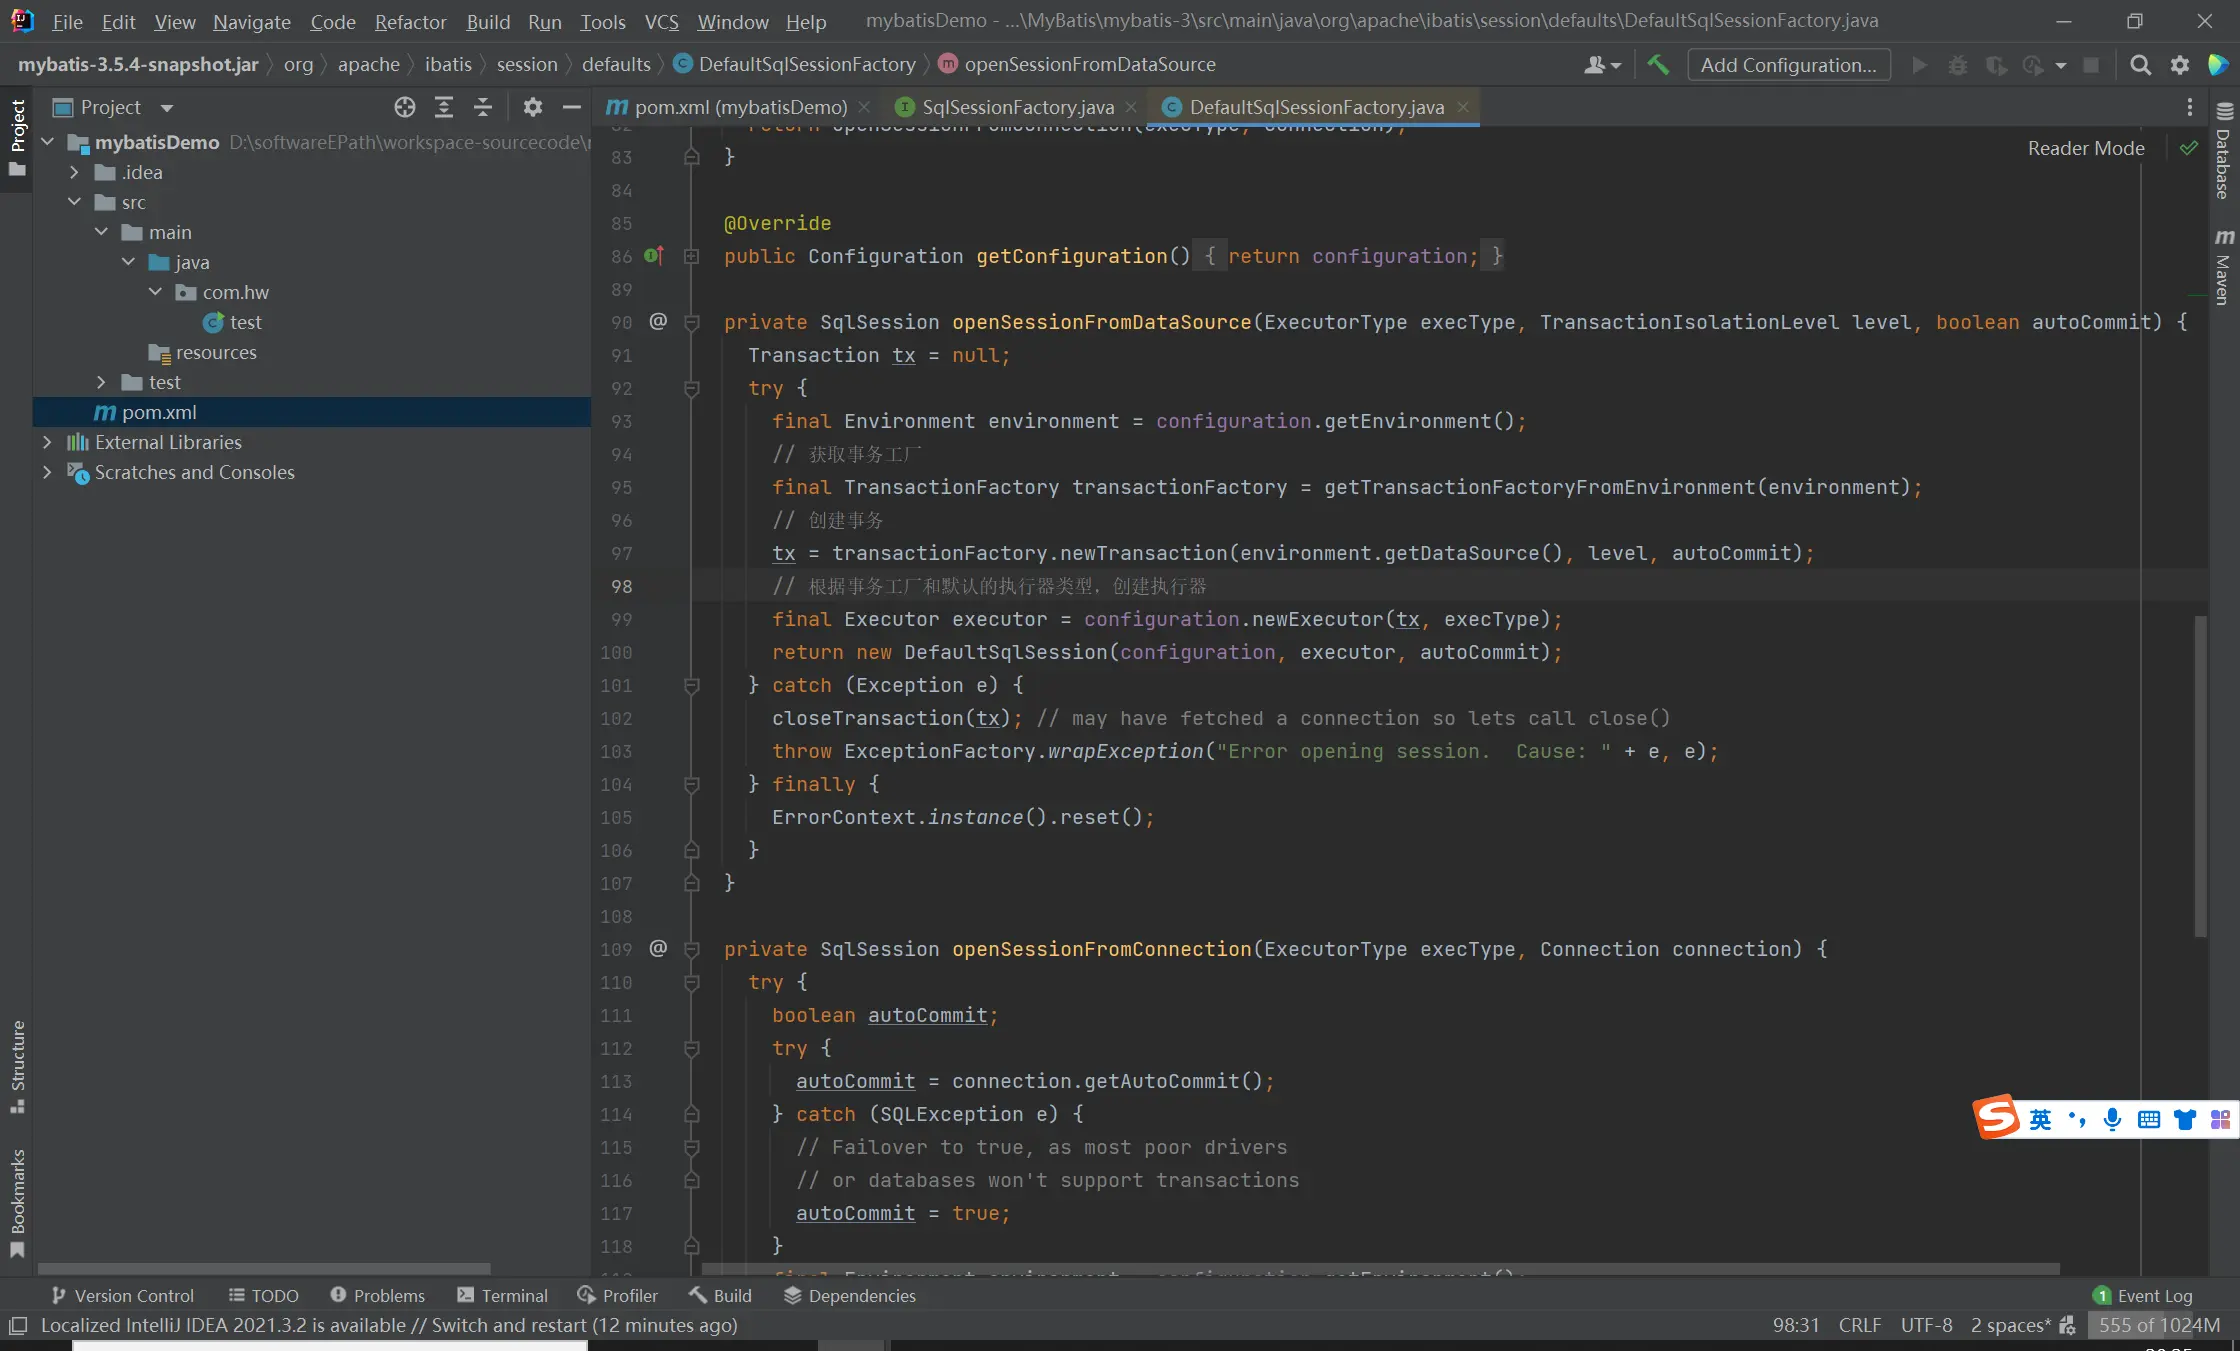 File Edit View Navigate Code Refactor Build Run Tools VCS Window Help mybatisDemo - ...\MyBatis\mybatis-3\src\main\java\org\apache\ibatis\session\defaults\DefaultSqlSessionFactory.java
mybatis-3.5.4-snapshot.jar org apache ibatis session defaults DefaultSqlSessionFactory openSessionFromDataSource Add Configuration...
Project
pom.xml (mybatisDemo) SqlSessionFactory.java DefaultSqlSessionFactory.java
Project
mybatisDemo D:\softwareEPath\workspace-sourcecode\
.idea
src
main
java
com.hw
test
resources
test
pom.xml
External Libraries
Scratches and Consoles
Structure
Bookmarks
Reader Mode
Database
Maven
82 return openSessionFromConnection(execType, connection);
83 }
84
85 @Override
86 public Configuration getConfiguration() { return configuration; }
89
90 @ private SqlSession openSessionFromDataSource(ExecutorType execType, TransactionIsolationLevel level, boolean autoCommit) {
91 Transaction tx = null;
92 try {
93 final Environment environment = configuration.getEnvironment();
94 // 获取事务工厂
95 final TransactionFactory transactionFactory = getTransactionFactoryFromEnvironment(environment);
96 // 创建事务
97 tx = transactionFactory.newTransaction(environment.getDataSource(), level, autoCommit);
98 // 根据事务工厂和默认的执行器类型，创建执行器
99 final Executor executor = configuration.newExecutor(tx, execType);
100 return new DefaultSqlSession(configuration, executor, autoCommit);
101 } catch (Exception e) {
102 closeTransaction(tx); // may have fetched a connection so lets call close()
103 throw ExceptionFactory.wrapException("Error opening session.  Cause: " + e, e);
104 } finally {
105 ErrorContext.instance().reset();
106 }
107 }
108
109 @ private SqlSession openSessionFromConnection(ExecutorType execType, Connection connection) {
110 try {
111 boolean autoCommit;
112 try {
113 autoCommit = connection.getAutoCommit();
114 } catch (SQLException e) {
115 // Failover to true, as most poor drivers
116 // or databases won't support transactions
117 autoCommit = true;
118 }
final Environment environment = configuration.getEnvironment();
英
Version Control TODO Problems Terminal Profiler Build Dependencies 1 Event Log
Localized IntelliJ IDEA 2021.3.2 is available // Switch and restart (12 minutes ago) 98:31 CRLF UTF-8 2 spaces* 555 of 1024M